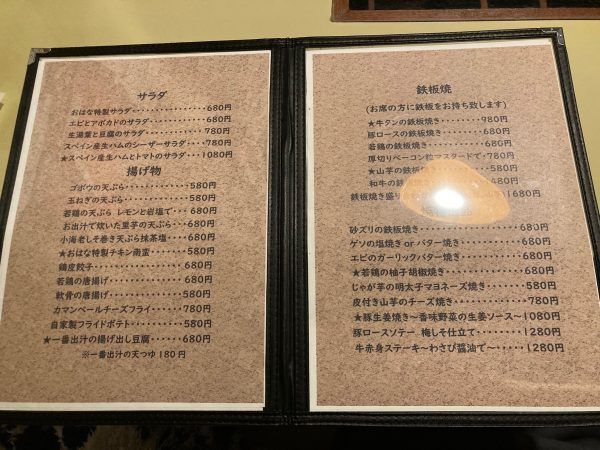 サラダ
おはな特製サラダ・・・・・・・・・・・・・・680円
エビとアボカドのサラダ・・・・・・・・680円
生湯葉と豆腐のサラダ・・・・・・・・・・780円
スペイン産生ハムのシーザーサラダ・・・・780円
★スペイン産生ハムとトマトのサラダ・・・1080円
揚げ物
ゴボウの天ぷら・・・・・・・・・・580円
玉ねぎの天ぷら・・・・・・・・・・580円
若鶏の天ぷら レモンと岩塩で・・・・680円
お出汁で炊いた里芋の天ぷら・・・・680円
小海老しそ巻き天ぷら抹茶塩・・・・680円
★おはな特製チキン南蛮・・・・・・580円
鶏皮餃子・・・・・・・・・・・・・・680円
若鶏の唐揚げ・・・・・・・・・・・・680円
軟骨の唐揚げ・・・・・・・・・・・・580円
カマンベールチーズフライ・・・・・780円
自家製フライドポテト・・・・・・・580円
★一番出汁の揚げ出し豆腐・・・・・・680円
※一番出汁の天つゆ 180円
鉄板焼
(お席の方に鉄板をお持ち致します)
★牛タンの鉄板焼き・・・・・・・・980円
豚ロースの鉄板焼き・・・・・・・・680円
若鶏の鉄板焼き・・・・・・・・・・680円
厚切りベーコン粒マスタードで・780円
★山芋の鉄板焼き 580円
和牛の鉄板
鉄板焼き盛り 1,680円
砂ズリの鉄板焼き・・・・・・・・・・・・680円
ゲソの塩焼き or バター焼き・・・・・・680円
エビのガーリックバター焼き・・・・・・680円
★若鶏の柚子胡椒焼き・・・・・・・・・680円
じゃが芋の明太子マヨネーズ焼き・・・・580円
皮付き山芋のチーズ焼き・・・・・・・・780円
★豚生姜焼き～香味野菜の生姜ソース～1080円
豚ロースソテー 梅しそ仕立て・・・・・1280円
牛赤身ステーキ～わさび醤油で～・・・・1280円